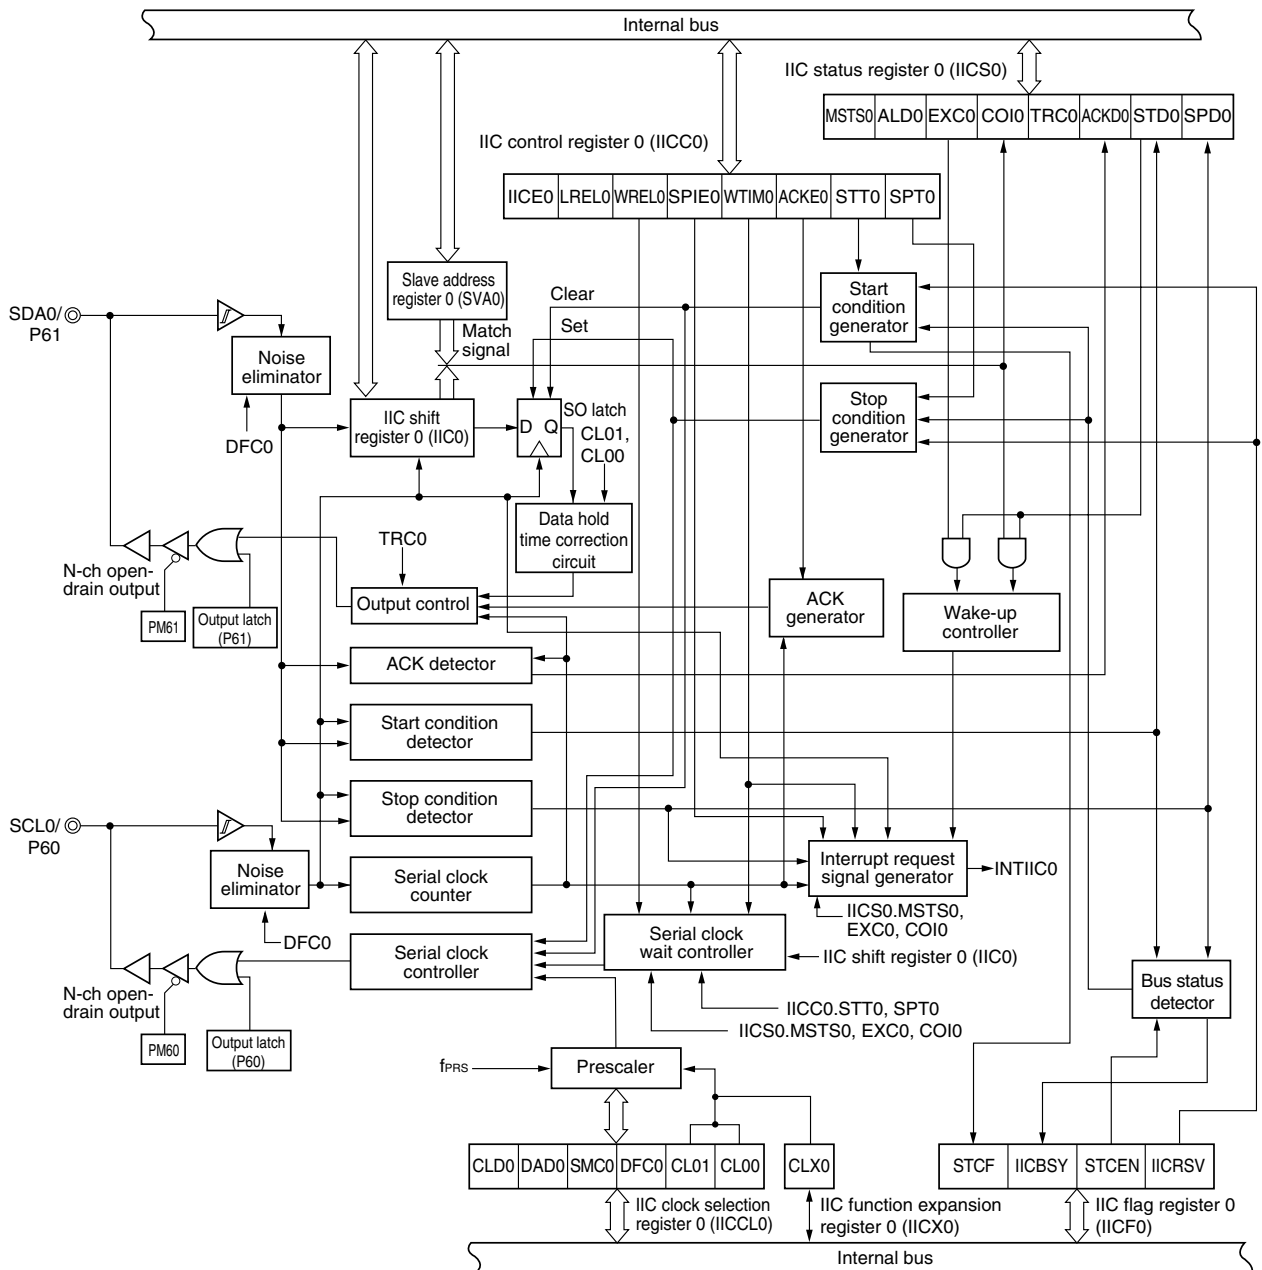 Internal bus
IIC status register 0 (IICS0)
MSTS0 ALD0 EXC0 COI0 TRC0 ACKD0 STD0 SPD0
IIC control register 0 (IICC0)
IICE0 LREL0 WREL0 SPIE0 WTIM0 ACKE0 STT0 SPT0
Slave address
register 0 (SVA0)
Clear
Set
Match
signal
Start
condition
generator
SDA0/
P61
Noise
eliminator
DFC0
IIC shift
register 0 (IIC0)
D Q
SO latch
CL01,
CL00
Stop
condition
generator
Data hold
time correction
circuit
TRC0
N-ch open-
drain output
PM61
Output latch
(P61)
Output control
ACK
generator
Wake-up
controller
ACK detector
Start condition
detector
Stop condition
detector
SCL0/
P60
Noise
eliminator
DFC0
Serial clock
counter
Interrupt request
signal generator
INTIIC0
IICS0.MSTS0,
EXC0, COI0
Serial clock
controller
Serial clock
wait controller
IIC shift register 0 (IIC0)
Bus status
detector
N-ch open-
drain output
PM60
Output latch
(P60)
IICC0.STT0, SPT0
IICS0.MSTS0, EXC0, COI0
fPRS
Prescaler
CLD0 DAD0 SMC0 DFC0 CL01 CL00
CLX0
STCF IICBSY STCEN IICRSV
IIC clock selection
register 0 (IICCL0)
IIC function expansion
register 0 (IICX0)
IIC flag register 0
(IICF0)
Internal bus